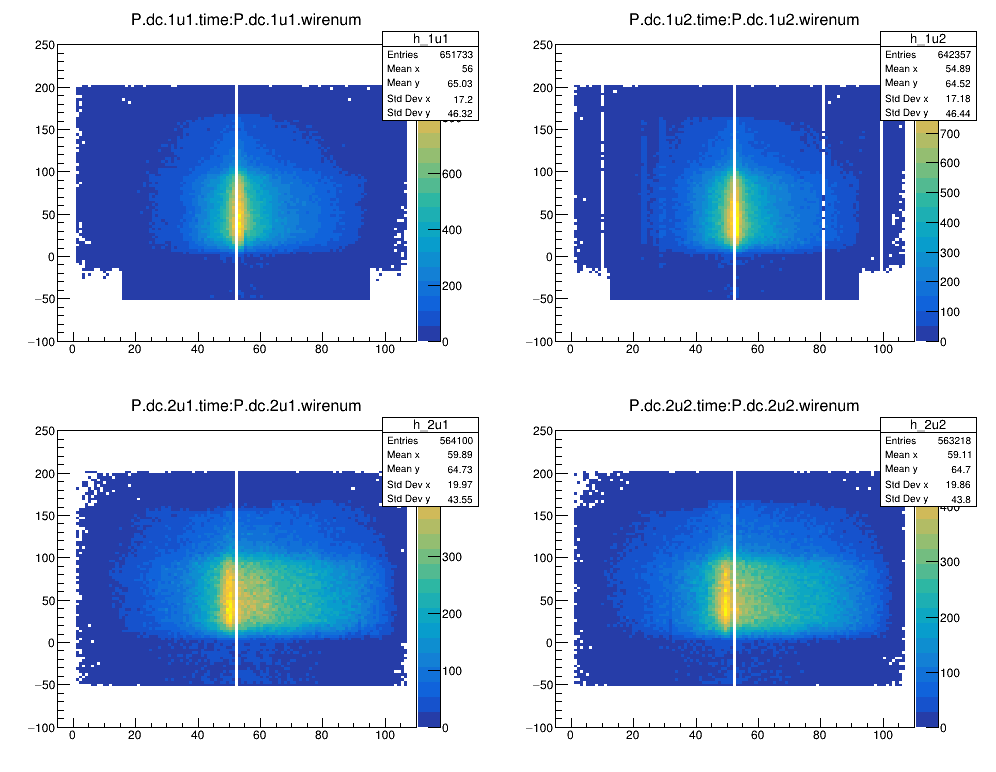 P.dc.1u1.time:P.dc.1u1.wirenum
h_1u1
Entries 651733
Mean x 56
Mean y 65.03
Std Dev x 17.2
Std Dev y 46.32
250
200
150
100
50
0
−50
−100
0 20 40 60 80 100
600
400
200
0
P.dc.1u2.time:P.dc.1u2.wirenum
h_1u2
Entries 642357
Mean x 54.89
Mean y 64.52
Std Dev x 17.18
Std Dev y 46.44
250
200
150
100
50
0
−50
−100
0 20 40 60 80 100
700
600
500
400
300
200
100
0
P.dc.2u1.time:P.dc.2u1.wirenum
h_2u1
Entries 564100
Mean x 59.89
Mean y 64.73
Std Dev x 19.97
Std Dev y 43.55
250
200
150
100
50
0
−50
−100
0 20 40 60 80 100
300
200
100
0
P.dc.2u2.time:P.dc.2u2.wirenum
h_2u2
Entries 563218
Mean x 59.11
Mean y 64.7
Std Dev x 19.86
Std Dev y 43.8
250
200
150
100
50
0
−50
−100
0 20 40 60 80 100
400
300
200
100
0